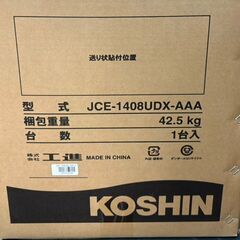 送り状貼付位置
型式 JCE-1408UDX-AAA
梱包重量 42.5 kg
台数 1台入
株式会社 工進 MADE IN CHINA
KOSHIN